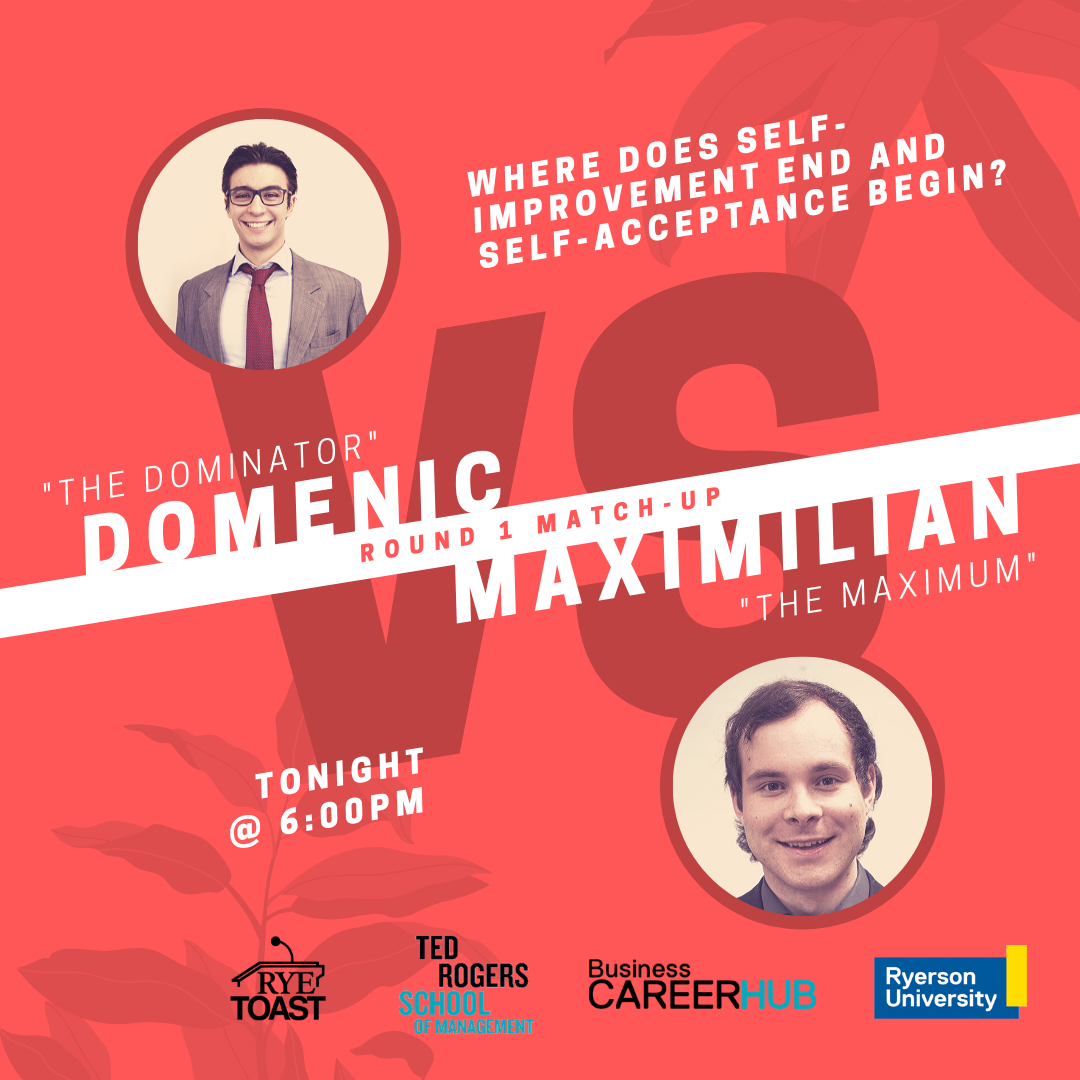 WHERE DOES SELF-
IMPROVEMENT END AND
SELF-ACCEPTANCE BEGIN?
VS
"THE DOMINATOR"
DOMENIC
ROUND 1 MATCH-UP
MAXIMILIAN
"THE MAXIMUM"
TONIGHT
@ 6:00PM
RYE
TOAST
TED
ROGERS
SCHOOL
OF MANAGEMENT
Business
CAREERHUB
Ryerson
University